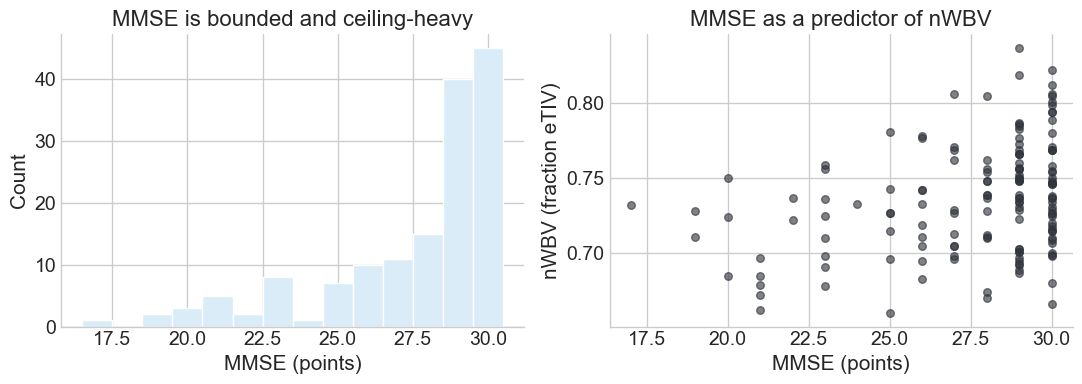 MMSE is bounded and ceiling-heavy
Count
40
30
20
10
0
17.5 20.0 22.5 25.0 27.5 30.0
MMSE (points)
MMSE as a predictor of nWBV
nWBV (fraction eTIV)
0.80
0.75
0.70
17.5 20.0 22.5 25.0 27.5 30.0
MMSE (points)